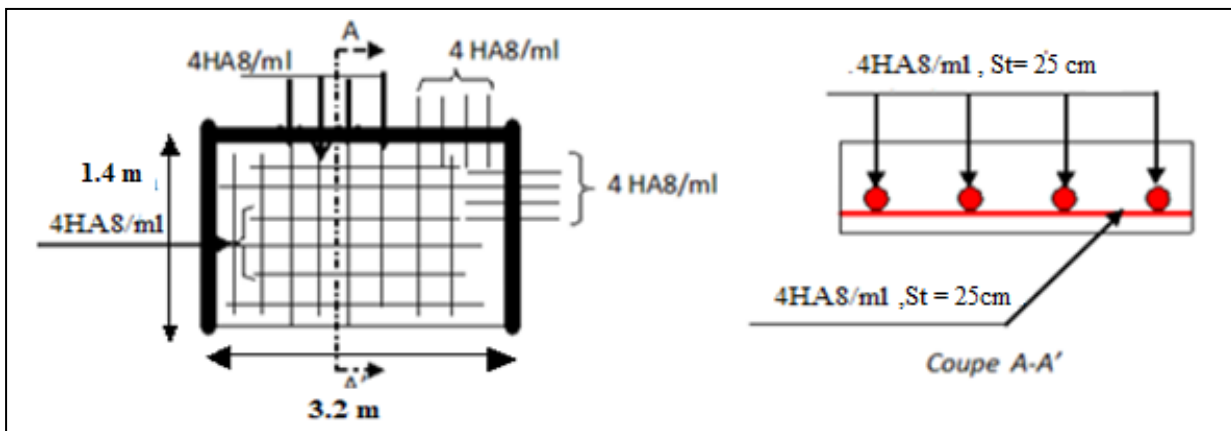 A
4HA8/ml
4 HA8/ml
1.4 m
4 HA8/ml
4HA8/ml
A'
3.2 m
.4HA8/ml , St= 25 cm
4HA8/ml ,St = 25cm
Coupe A-A'